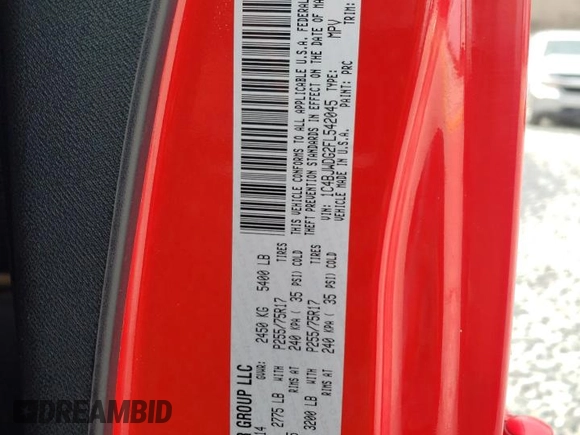 R GROUP LLC
14 GVWR: 2450 KG 5400 LB
2775 LB WITH P255/75R17 TIRES
RIMS AT 240 KPA ( 35 PSI) COLD
3200 LB WITH P255/75R17 TIRES
RIMS AT 240 KPA ( 35 PSI) COLD
THIS VEHICLE CONFORMS TO ALL APPLICABLE U.S.A. FEDERAL
THEFT PREVENTION STANDARDS IN EFFECT ON THE DATE OF MA
VIN: 1C4BJWDG2FL542045 TYPE: MPV
VEHICLE MADE IN U.S.A. PAINT: PRC TRIM:
DREAMBID